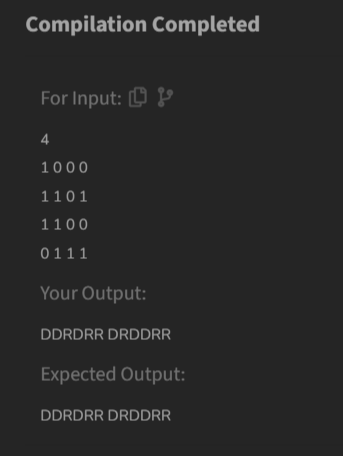 Compilation Completed
For Input:
4
1 0 0 0
1 1 0 1
1 1 0 0
0 1 1 1
Your Output:
DDRDRR DRDDRR
Expected Output:
DDRDRR DRDDRR